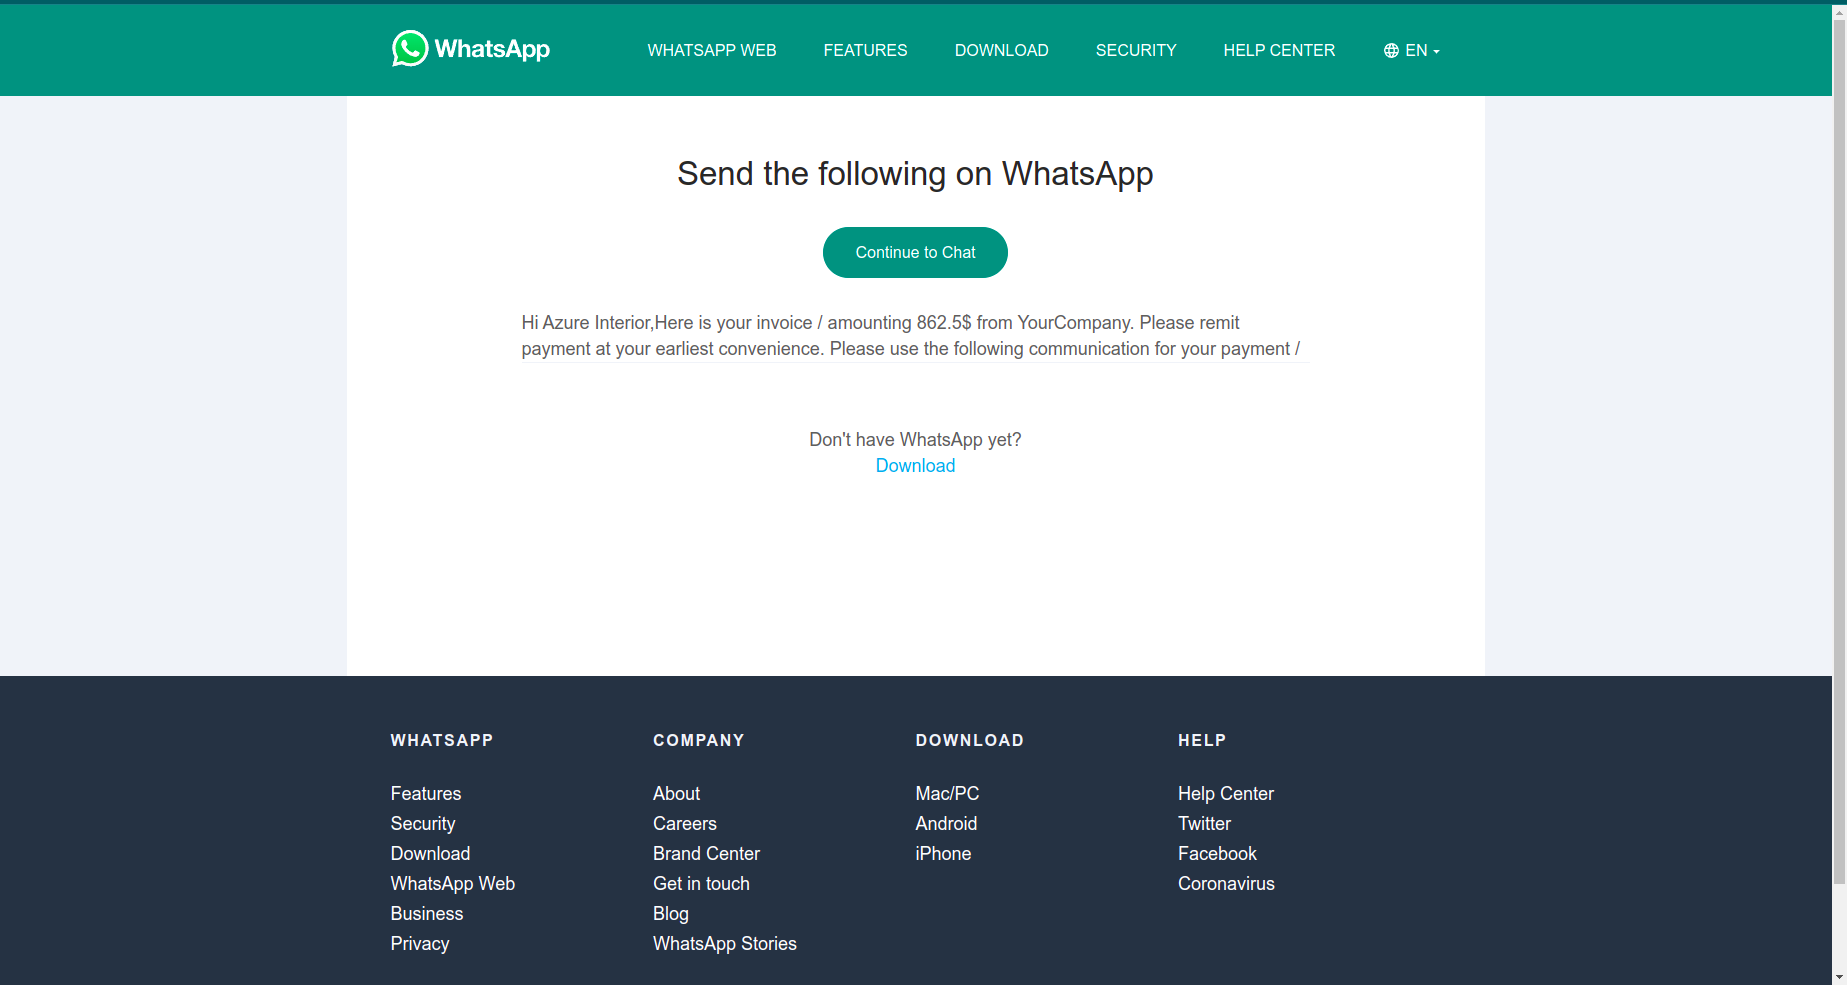 WhatsApp
WHATSAPP WEB
FEATURES
DOWNLOAD
SECURITY
HELP CENTER
EN
Send the following on WhatsApp
Continue to Chat
Hi Azure Interior,Here is your invoice / amounting 862.5$ from YourCompany. Please remit
payment at your earliest convenience. Please use the following communication for your payment /
Don't have WhatsApp yet?
Download
WHATSAPP
Features
Security
Download
WhatsApp Web
Business
Privacy
COMPANY
About
Careers
Brand Center
Get in touch
Blog
WhatsApp Stories
DOWNLOAD
Mac/PC
Android
iPhone
HELP
Help Center
Twitter
Facebook
Coronavirus